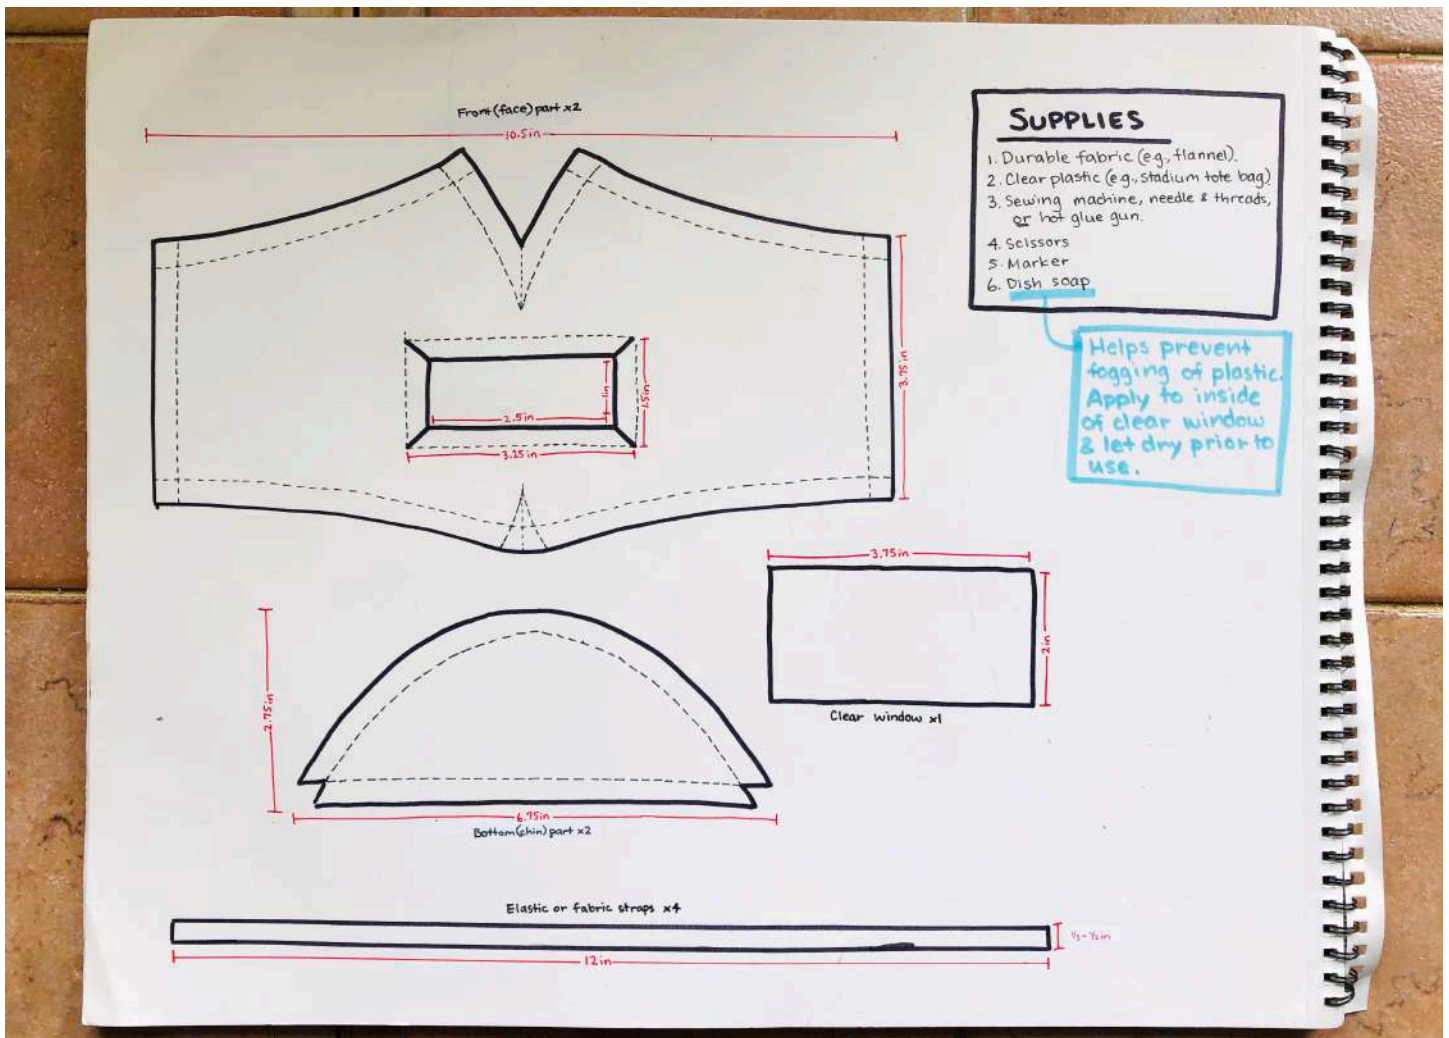 Front (face) part x2
10.5in
SUPPLIES
1. Durable fabric (e.g., flannel).
2. Clear plastic (e.g., stadium tote bag)
3. Sewing machine, needle & threads,
or hot glue gun.
4. Scissors
5. Marker
6. Dish soap
Helps prevent
fogging of plastic.
Apply to inside
of clear window
& let dry prior to
use.
3.75in
1in
1.5in
2.5in
3.25in
3.75in
2in
Clear window x1
2.75in
6.75in
Bottom (chin) part x2
Elastic or fabric straps x4
12in